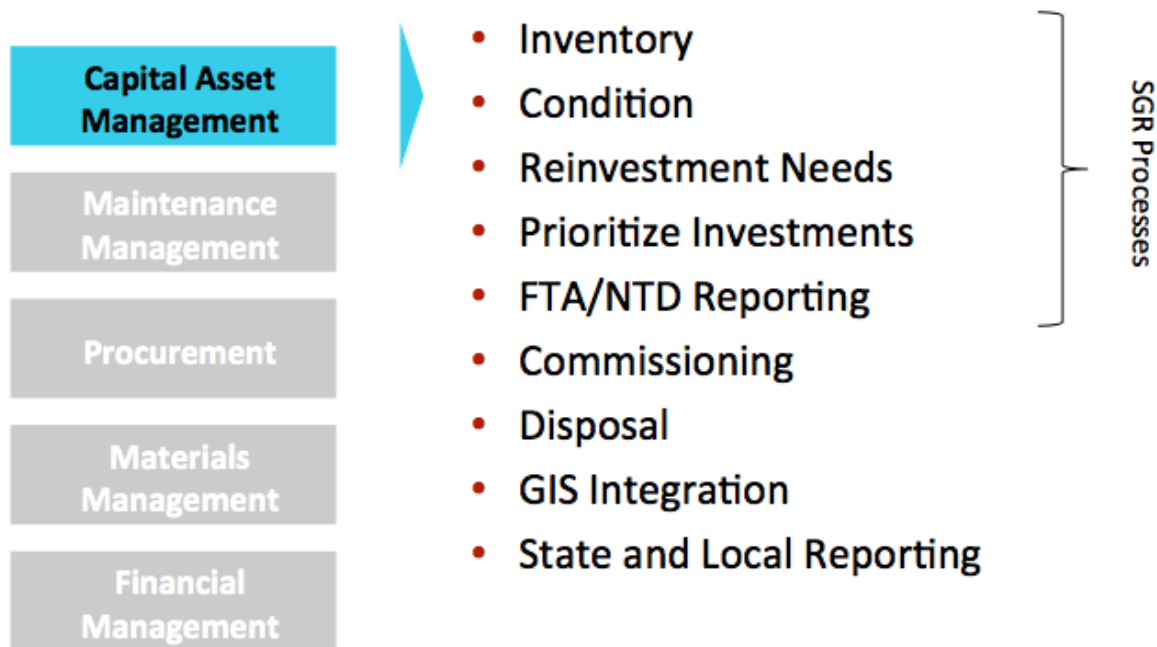 Capital Asset
Management
Maintenance
Management
Procurement
Materials
Management
Financial
Management
• Inventory
• Condition
• Reinvestment Needs
• Prioritize Investments
• FTA/NTD Reporting
• Commissioning
• Disposal
• GIS Integration
• State and Local Reporting
SGR Processes